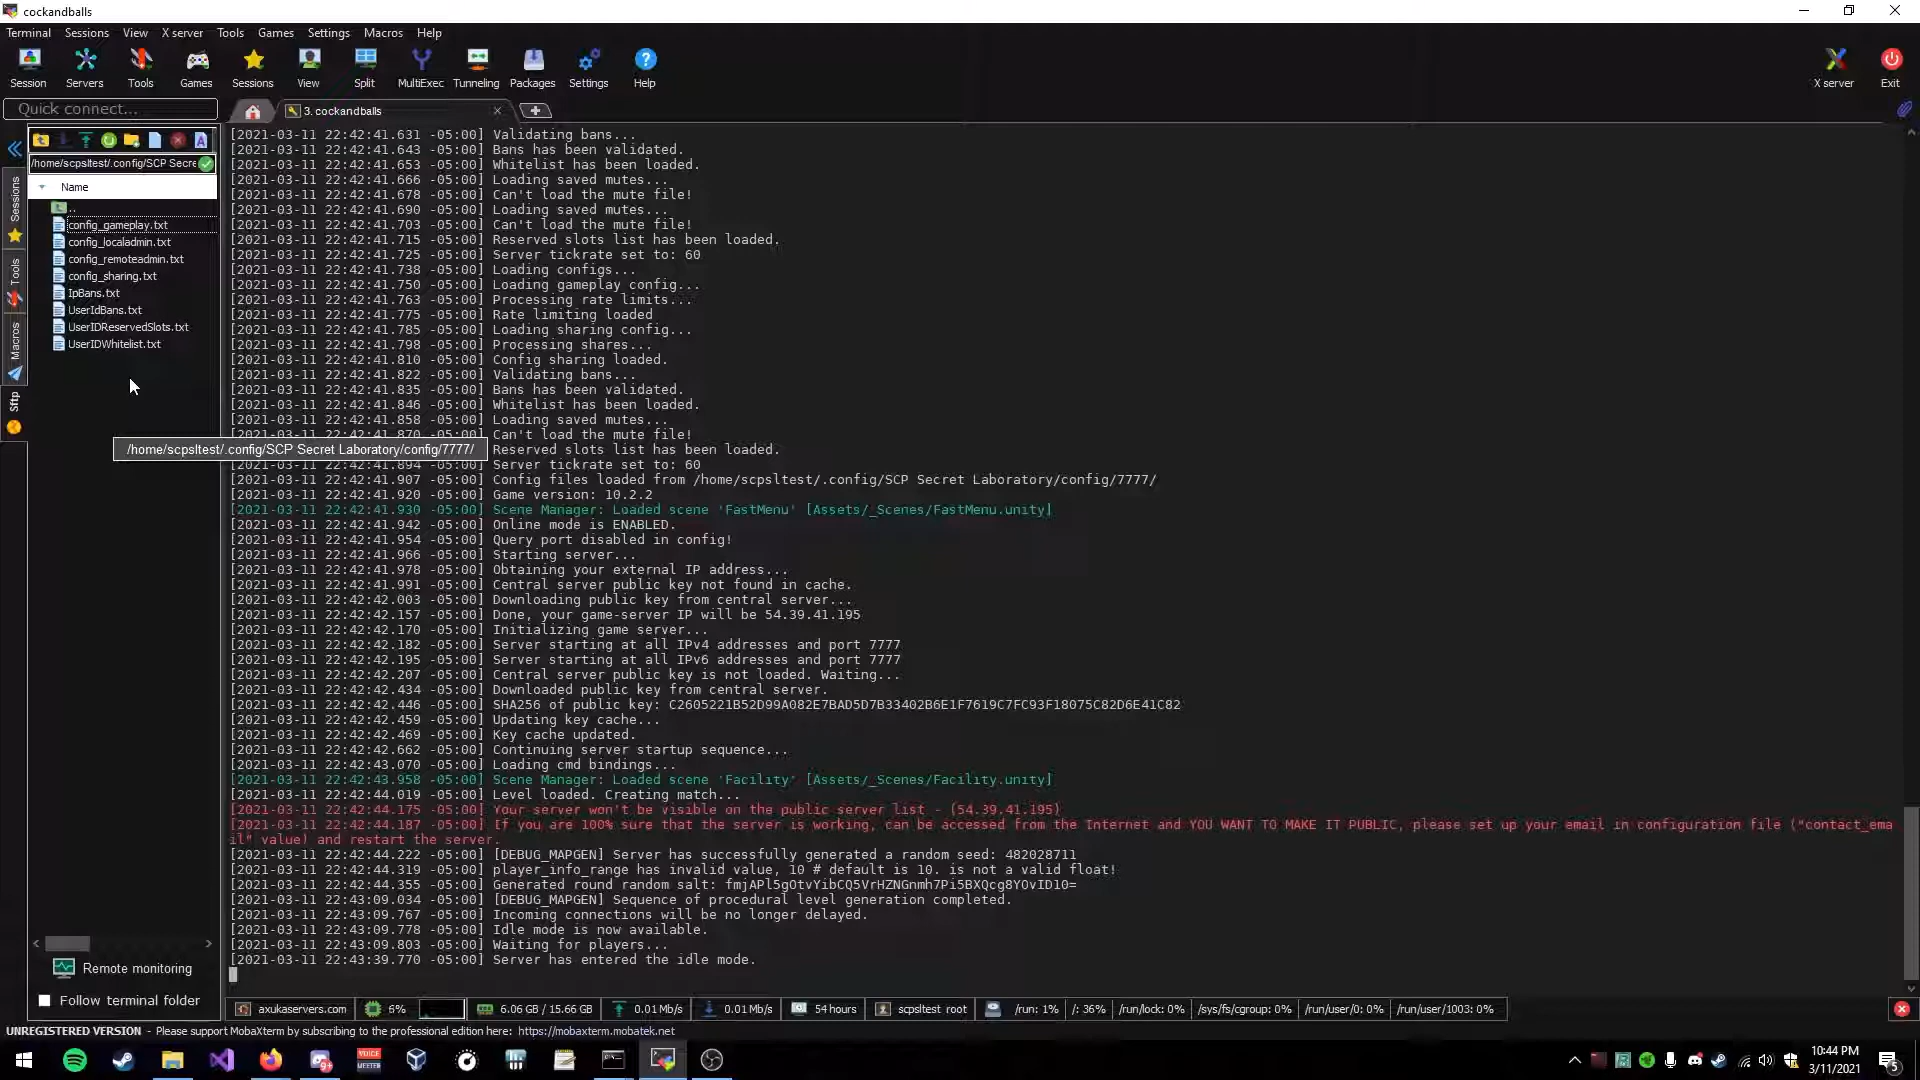 cockandballs
Terminal Sessions View X server Tools Games Settings Macros Help
Session Servers Tools Games Sessions View Split MultiExec Tunneling Packages Settings Help X server Exit
Quick connect...
3. cockandballs
/home/scpsltest/.config/SCP Secre
Name
..
config_gameplay.txt
config_localadmin.txt
config_remoteadmin.txt
config_sharing.txt
IpBans.txt
UserIdBans.txt
UserIDReservedSlots.txt
UserIDWhitelist.txt
Sessions
Tools
Macros
Sftp
/home/scpsltest/.config/SCP Secret Laboratory/config/7777/
[2021-03-11 22:42:41.631 -05:00] Validating bans...
[2021-03-11 22:42:41.643 -05:00] Bans has been validated.
[2021-03-11 22:42:41.653 -05:00] Whitelist has been loaded.
[2021-03-11 22:42:41.666 -05:00] Loading saved mutes...
[2021-03-11 22:42:41.678 -05:00] Can't load the mute file!
[2021-03-11 22:42:41.690 -05:00] Loading saved mutes...
[2021-03-11 22:42:41.703 -05:00] Can't load the mute file!
[2021-03-11 22:42:41.715 -05:00] Reserved slots list has been loaded.
[2021-03-11 22:42:41.725 -05:00] Server tickrate set to: 60
[2021-03-11 22:42:41.738 -05:00] Loading configs...
[2021-03-11 22:42:41.750 -05:00] Loading gameplay config...
[2021-03-11 22:42:41.763 -05:00] Processing rate limits...
[2021-03-11 22:42:41.775 -05:00] Rate limiting loaded
[2021-03-11 22:42:41.785 -05:00] Loading sharing config...
[2021-03-11 22:42:41.798 -05:00] Processing shares...
[2021-03-11 22:42:41.810 -05:00] Config sharing loaded.
[2021-03-11 22:42:41.822 -05:00] Validating bans...
[2021-03-11 22:42:41.835 -05:00] Bans has been validated.
[2021-03-11 22:42:41.846 -05:00] Whitelist has been loaded.
[2021-03-11 22:42:41.858 -05:00] Loading saved mutes...
[2021-03-11 22:42:41.870 -05:00] Can't load the mute file!
Reserved slots list has been loaded.
[2021-03-11 22:42:41.894 -05:00] Server tickrate set to: 60
[2021-03-11 22:42:41.907 -05:00] Config files loaded from /home/scpsltest/.config/SCP Secret Laboratory/config/7777/
[2021-03-11 22:42:41.920 -05:00] Game version: 10.2.2
[2021-03-11 22:42:41.930 -05:00] Scene Manager: Loaded scene 'FastMenu' [Assets/_Scenes/FastMenu.unity]
[2021-03-11 22:42:41.942 -05:00] Online mode is ENABLED.
[2021-03-11 22:42:41.954 -05:00] Query port disabled in config!
[2021-03-11 22:42:41.966 -05:00] Starting server...
[2021-03-11 22:42:41.978 -05:00] Obtaining your external IP address...
[2021-03-11 22:42:41.991 -05:00] Central server public key not found in cache.
[2021-03-11 22:42:42.003 -05:00] Downloading public key from central server...
[2021-03-11 22:42:42.157 -05:00] Done, your game-server IP will be 54.39.41.195
[2021-03-11 22:42:42.170 -05:00] Initializing game server...
[2021-03-11 22:42:42.182 -05:00] Server starting at all IPv4 addresses and port 7777
[2021-03-11 22:42:42.195 -05:00] Server starting at all IPv6 addresses and port 7777
[2021-03-11 22:42:42.207 -05:00] Central server public key is not loaded. Waiting...
[2021-03-11 22:42:42.434 -05:00] Downloaded public key from central server.
[2021-03-11 22:42:42.446 -05:00] SHA256 of public key: C2605221B52D99A082E7BAD5D7B33402B6E1F7619C7FC93F18075C82D6E41C82
[2021-03-11 22:42:42.459 -05:00] Updating key cache...
[2021-03-11 22:42:42.469 -05:00] Key cache updated.
[2021-03-11 22:42:42.662 -05:00] Continuing server startup sequence...
[2021-03-11 22:42:43.070 -05:00] Loading cmd bindings...
[2021-03-11 22:42:43.958 -05:00] Scene Manager: Loaded scene 'Facility' [Assets/_Scenes/Facility.unity]
[2021-03-11 22:42:44.019 -05:00] Level loaded. Creating match...
[2021-03-11 22:42:44.175 -05:00] Your server won't be visible on the public server list - (54.39.41.195)
[2021-03-11 22:42:44.187 -05:00] If you are 100% sure that the server is working, can be accessed from the Internet and YOU WANT TO MAKE IT PUBLIC, please set up your email in configuration file ("contact_ema
il" value) and restart the server.
[2021-03-11 22:42:44.222 -05:00] [DEBUG_MAPGEN] Server has successfully generated a random seed: 482028711
[2021-03-11 22:42:44.319 -05:00] player_info_range has invalid value, 10 # default is 10. is not a valid float!
[2021-03-11 22:42:44.355 -05:00] Generated round random salt: fmjAPl5gOtvYibCQ5VrHZNGnmh7Pi5BXQcg8YOvID10=
[2021-03-11 22:43:09.034 -05:00] [DEBUG_MAPGEN] Sequence of procedural level generation completed.
[2021-03-11 22:43:09.767 -05:00] Incoming connections will be no longer delayed.
[2021-03-11 22:43:09.778 -05:00] Idle mode is now available.
[2021-03-11 22:43:09.803 -05:00] Waiting for players...
[2021-03-11 22:43:39.770 -05:00] Server has entered the idle mode.
Remote monitoring
Follow terminal folder
axukaservers.com 6% 6.06 GB / 15.66 GB 0.01 Mb/s 0.01 Mb/s 54 hours scpsltest root /run: 1% /: 36% /run/lock: 0% /sys/fs/cgroup: 0% /run/user/0: 0% /run/user/1003: 0%
UNREGISTERED VERSION - Please support MobaXterm by subscribing to the professional edition here: https://mobaxterm.mobatek.net
VOICE
MEETER
9+
10:44 PM
3/11/2021
5